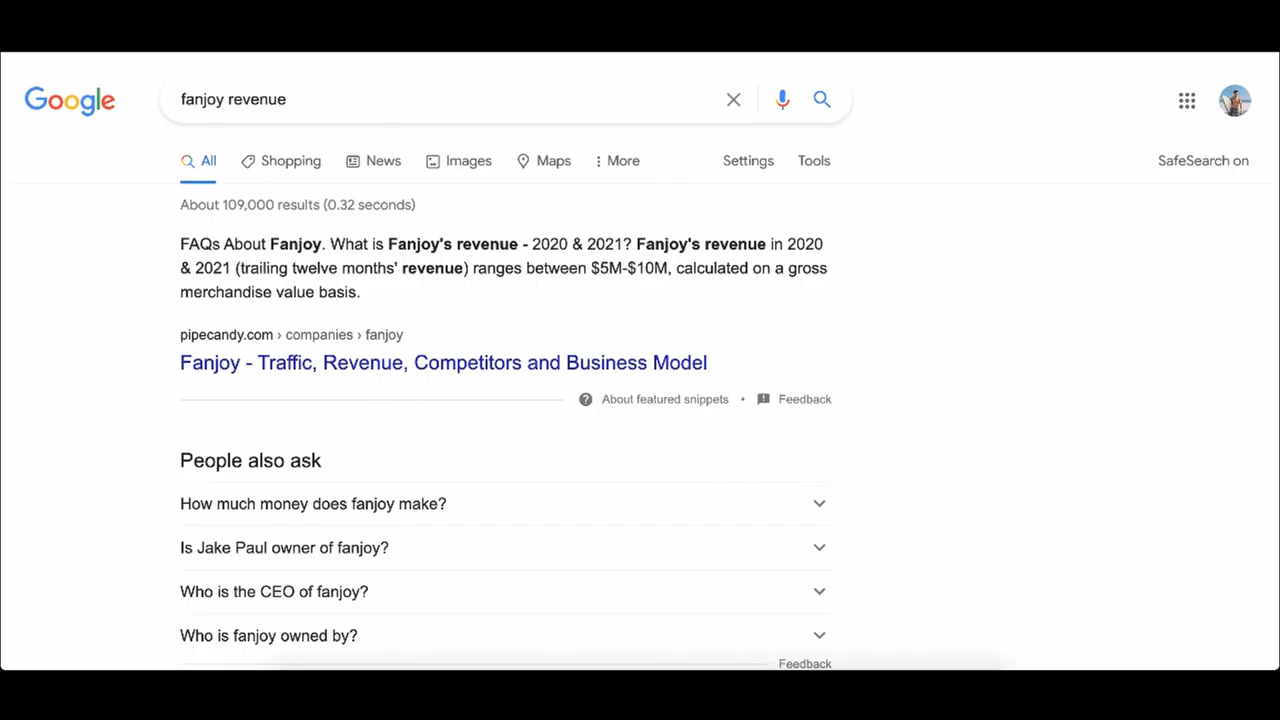 Google
fanjoy revenue
All Shopping News Images Maps More Settings Tools SafeSearch on
About 109,000 results (0.32 seconds)
FAQs About Fanjoy. What is Fanjoy's revenue - 2020 & 2021? Fanjoy's revenue in 2020
& 2021 (trailing twelve months' revenue) ranges between $5M-$10M, calculated on a gross
merchandise value basis.
pipecandy.com › companies › fanjoy
Fanjoy - Traffic, Revenue, Competitors and Business Model
About featured snippets • Feedback
People also ask
How much money does fanjoy make?
Is Jake Paul owner of fanjoy?
Who is the CEO of fanjoy?
Who is fanjoy owned by?
Feedback